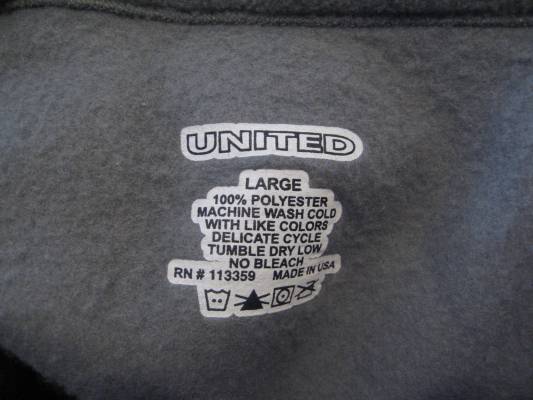 UNITED
LARGE
100% POLYESTER
MACHINE WASH COLD
WITH LIKE COLORS
DELICATE CYCLE
TUMBLE DRY LOW
NO BLEACH
RN # 113359 MADE IN USA